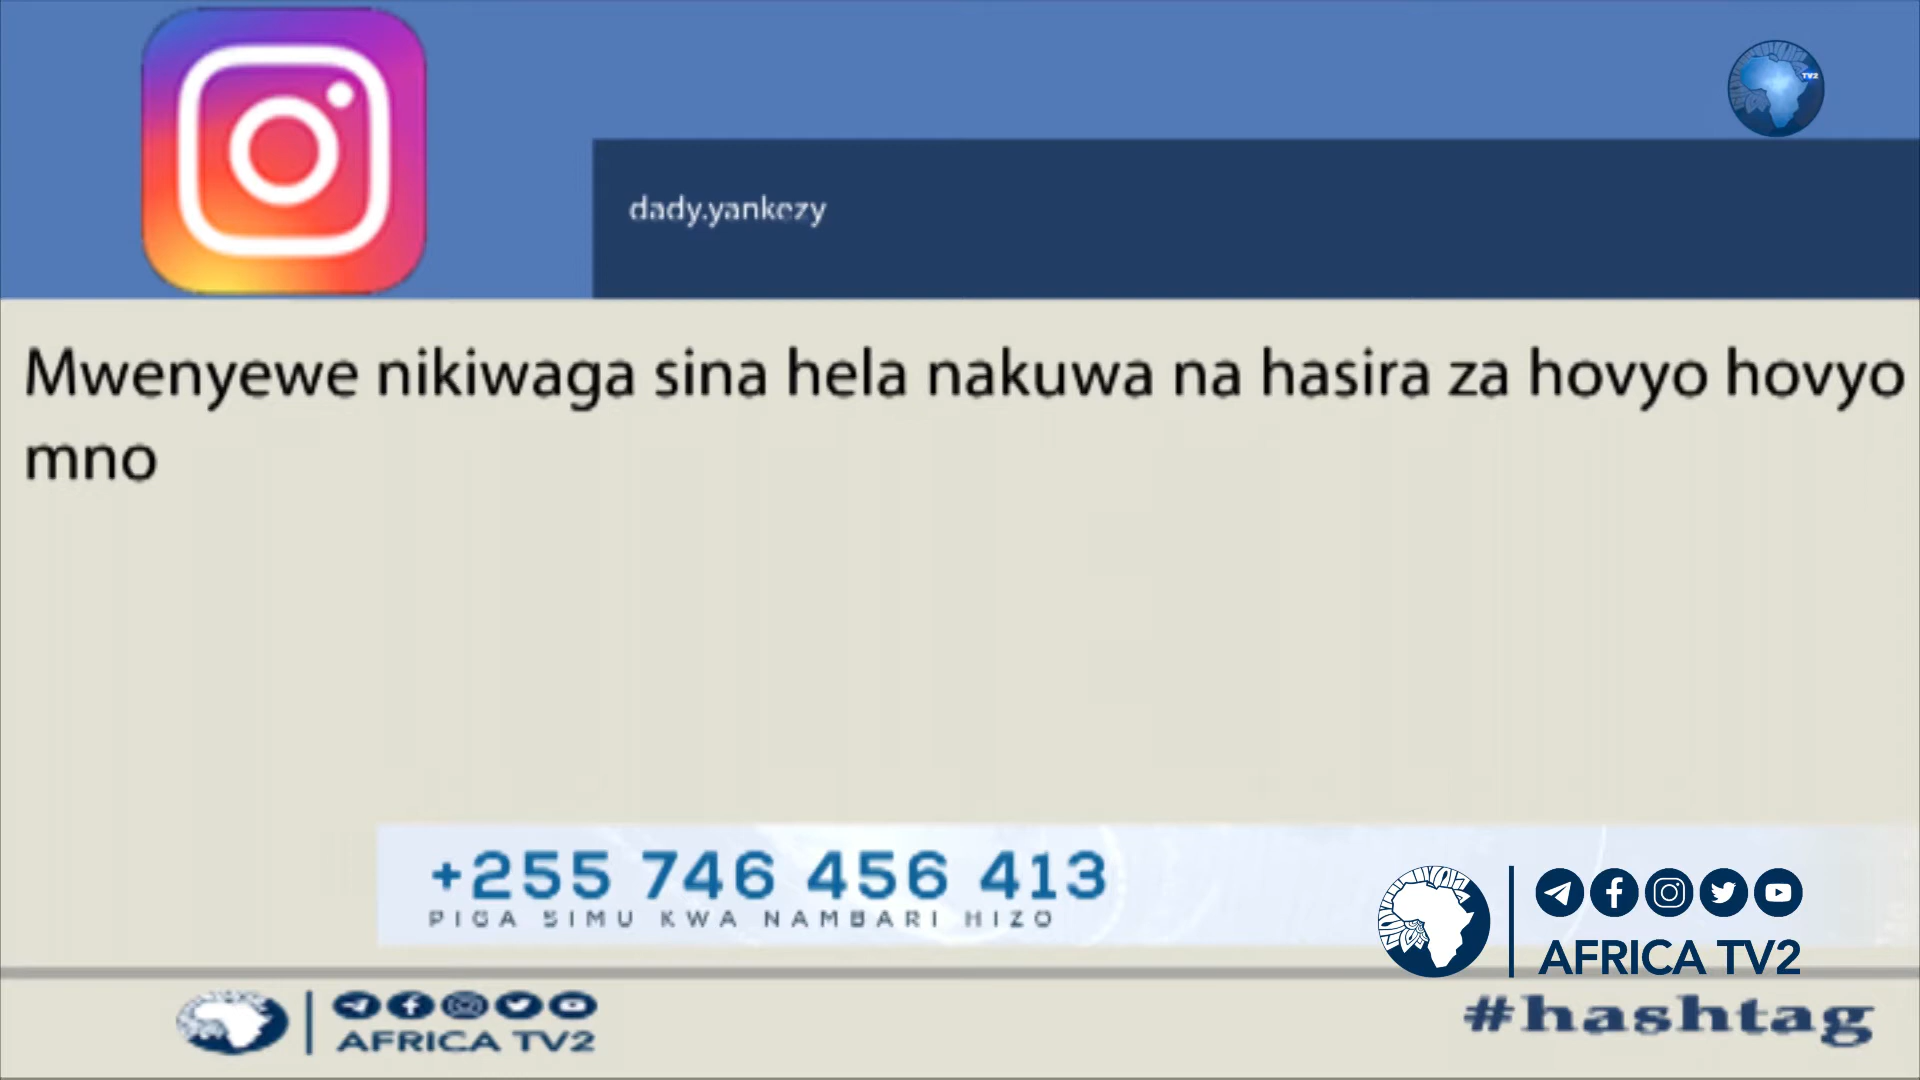 TV2
dady.yankezy
Mwenyewe nikiwaga sina hela nakuwa na hasira za hovyo hovyo
mno
+255 746 456 413
PIGA SIMU KWA NAMBARI HIZO
AFRICA TV2
AFRICA TV2
#hashtag